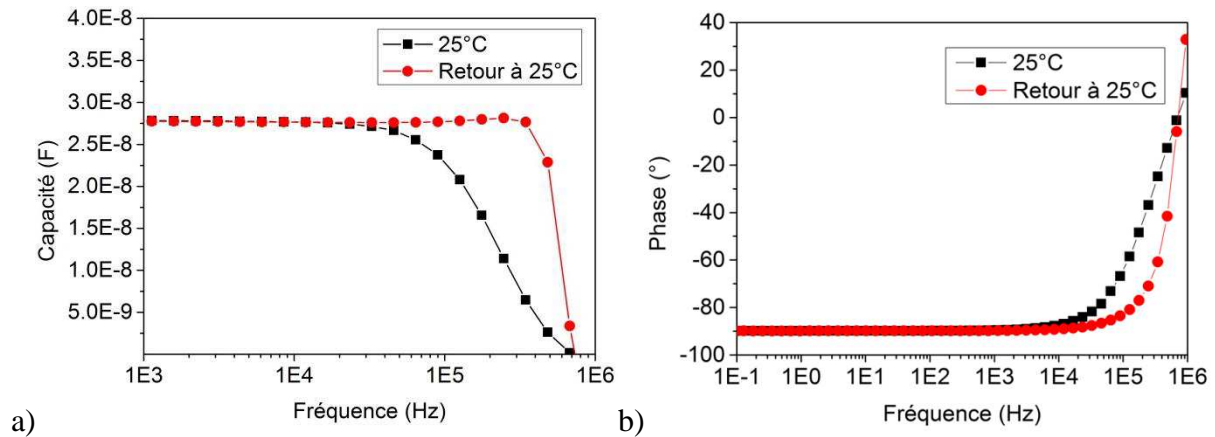 4.0E-8
3.5E-8
3.0E-8
2.5E-8
2.0E-8
1.5E-8
1.0E-8
5.0E-9
Capacité (F)
25°C
Retour à 25°C
1E3 1E4 1E5 1E6
Fréquence (Hz)
a)
40
20
0
-20
-40
-60
-80
-100
Phase (°)
25°C
Retour à 25°C
1E-1 1E0 1E1 1E2 1E3 1E4 1E5 1E6
Fréquence (Hz)
b)